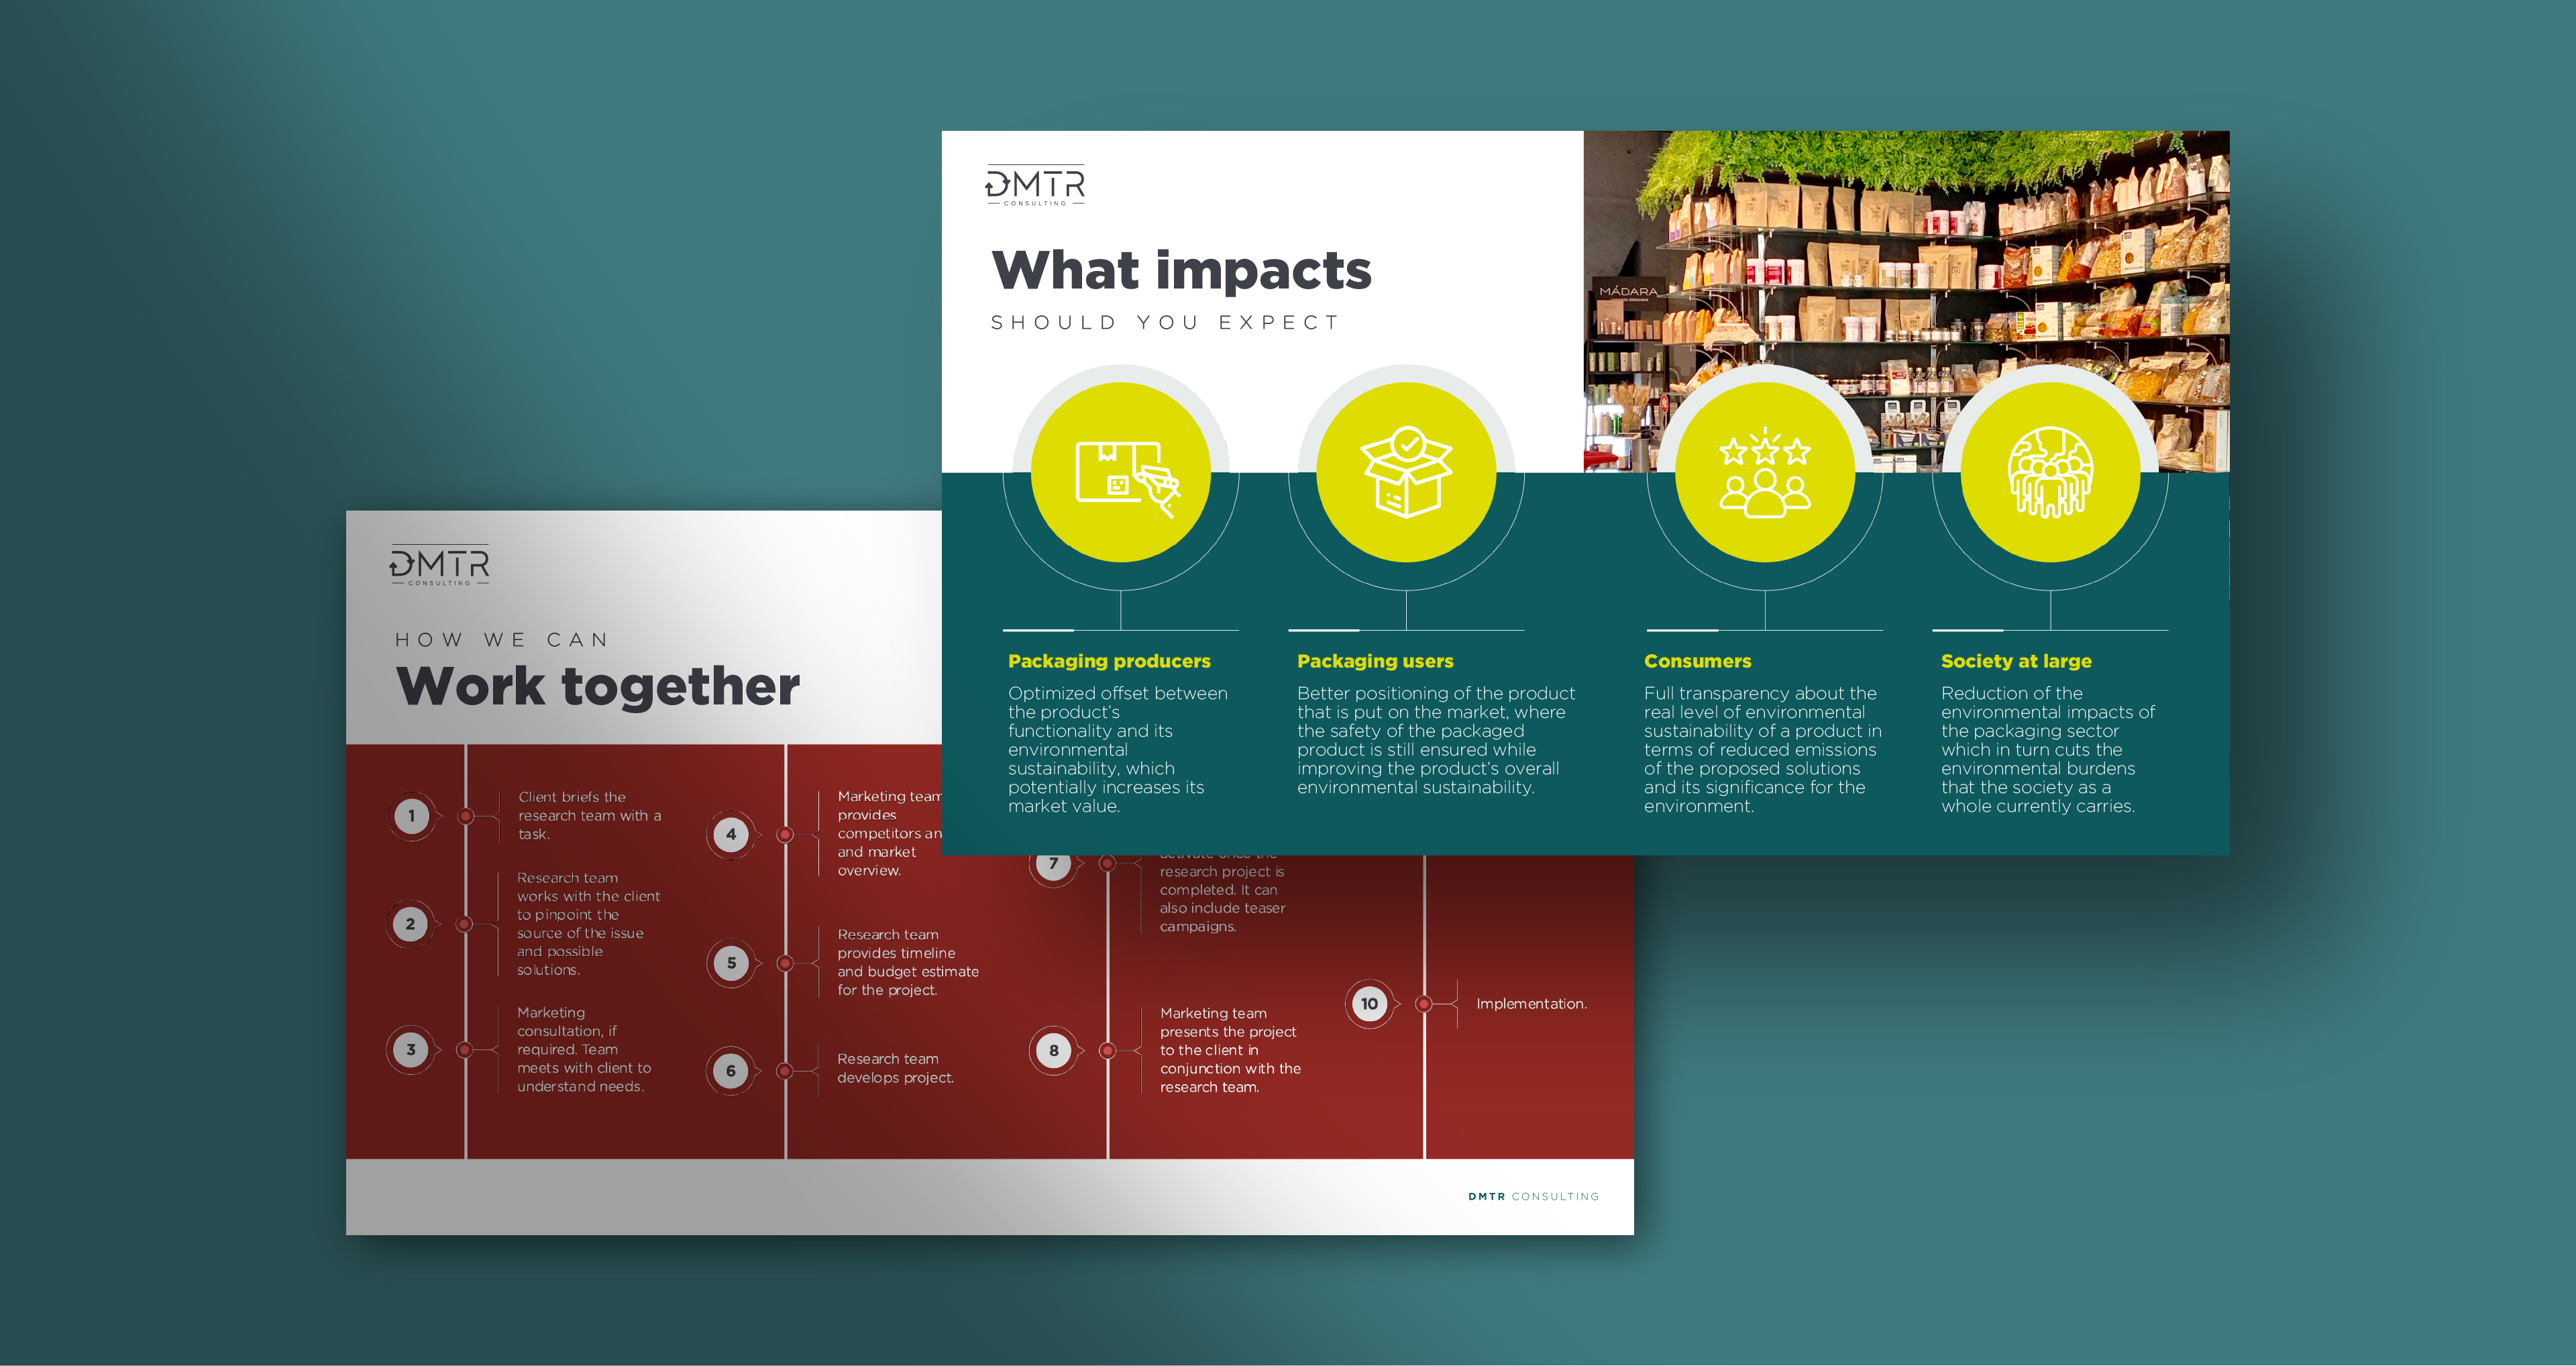 DMTR
CONSULTING
What impacts
SHOULD YOU EXPECT
MÁDARA
Packaging producers
Optimized offset between
the product's
functionality and its
environmental
sustainability, which
potentially increases its
market value.
Packaging users
Better positioning of the product
that is put on the market, where
the safety of the packaged
product is still ensured while
improving the product's overall
environmental sustainability.
Consumers
Full transparency about the
real level of environmental
sustainability of a product in
terms of reduced emissions
of the proposed solutions
and its significance for the
environment.
Society at large
Reduction of the
environmental impacts of
the packaging sector
which in turn cuts the
environmental burdens
that the society as a
whole currently carries.
DMTR
CONSULTING
HOW WE CAN
Work together
1
Client briefs the
research team with a
task.
2
Research team
works with the client
to pinpoint the
source of the issue
and possible
solutions.
3
Marketing
consultation, if
required. Team
meets with client to
understand needs.
4
Marketing team
provides
competitors an
and market
overview.
5
Research team
provides timeline
and budget estimate
for the project.
6
Research team
develops project.
7
research project is
completed. It can
also include teaser
campaigns.
8
Marketing team
presents the project
to the client in
conjunction with the
research team.
10
Implementation.
DMTR CONSULTING